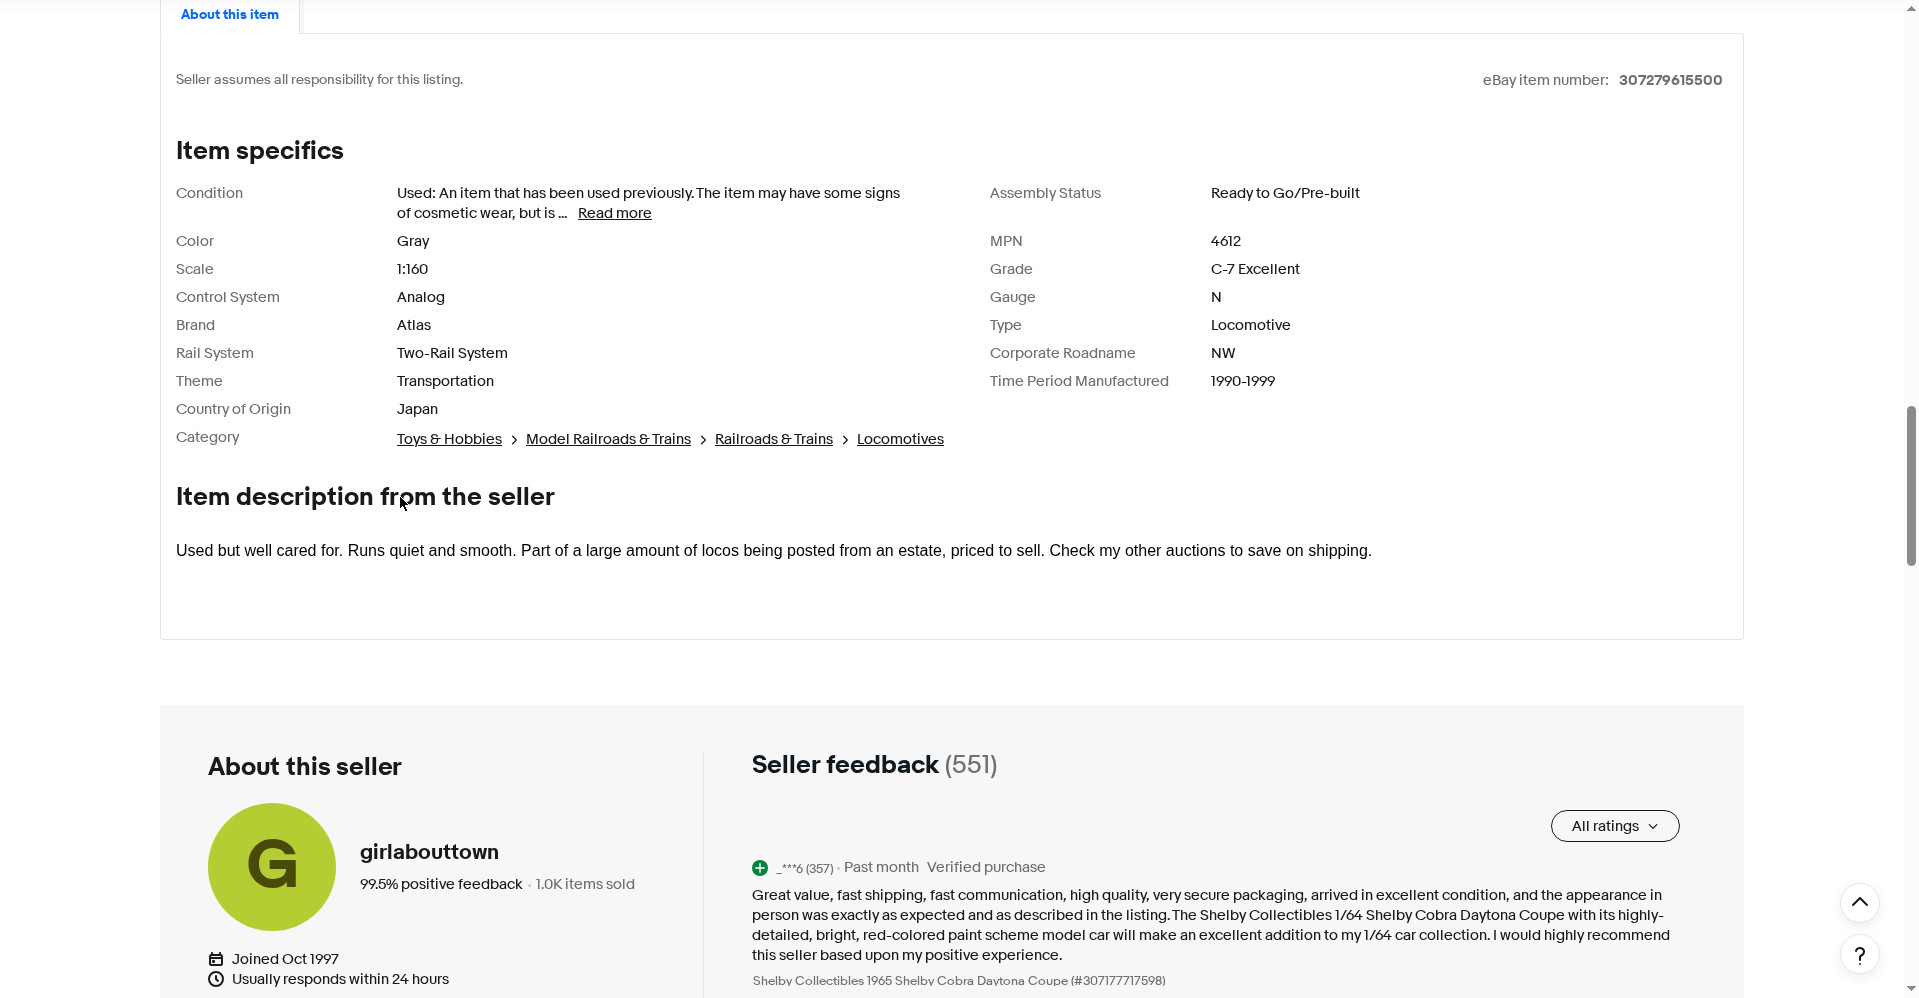 About this item
Seller assumes all responsibility for this listing.
eBay item number: 307279615500
Item specifics
Condition
Used: An item that has been used previously. The item may have some signs
of cosmetic wear, but is ... Read more
Assembly Status
Ready to Go/Pre-built
Color
Gray
MPN
4612
Scale
1:160
Grade
C-7 Excellent
Control System
Analog
Gauge
N
Brand
Atlas
Type
Locomotive
Rail System
Two-Rail System
Corporate Roadname
NW
Theme
Transportation
Time Period Manufactured
1990-1999
Country of Origin
Japan
Category
Toys & Hobbies > Model Railroads & Trains > Railroads & Trains > Locomotives
Item description from the seller
Used but well cared for. Runs quiet and smooth. Part of a large amount of locos being posted from an estate, priced to sell. Check my other auctions to save on shipping.
About this seller
G
girlabouttown
99.5% positive feedback • 1.0K items sold
Joined Oct 1997
Usually responds within 24 hours
Seller feedback (551)
All ratings
_***6 (357) • Past month Verified purchase
Great value, fast shipping, fast communication, high quality, very secure packaging, arrived in excellent condition, and the appearance in
person was exactly as expected and as described in the listing. The Shelby Collectibles 1/64 Shelby Cobra Daytona Coupe with its highly-
detailed, bright, red-colored paint scheme model car will make an excellent addition to my 1/64 car collection. I would highly recommend
this seller based upon my positive experience.
Shelby Collectibles 1965 Shelby Cobra Daytona Coupe (#307177717598)
?